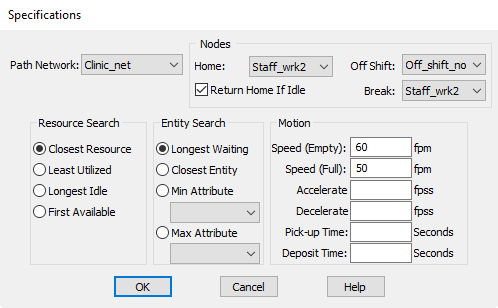 Specifications
Nodes
Path Network: Clinic_net
Home: Staff_wrk2
Off Shift: Off_shift_no
Return Home If Idle
Break: Staff_wrk2
Resource Search
Closest Resource
Least Utilized
Longest Idle
First Available
Entity Search
Longest Waiting
Closest Entity
Min Attribute
Max Attribute
Motion
Speed (Empty): 60 fpm
Speed (Full): 50 fpm
Accelerate fpss
Decelerate fpss
Pick-up Time: Seconds
Deposit Time: Seconds
OK Cancel Help